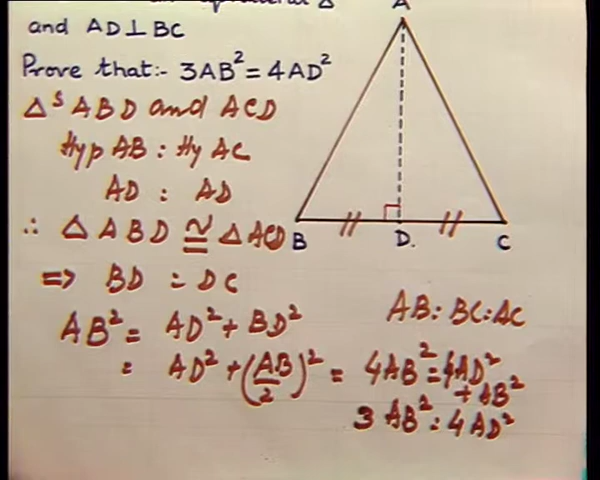 and AD⊥BC
Prove that:- 3AB² = 4AD²
Δˢ ABD and ACD
Hyp AB : Hy AC
AD : AD
∴ Δ ABD ≅ Δ ACD
⇒ BD = DC
AB² = AD² + BD²
= AD² + (AB/2)² = 4AB² = 4AD² + AB²
3 AB² : 4 AD²
AB : BC : AC
A
B
D.
C